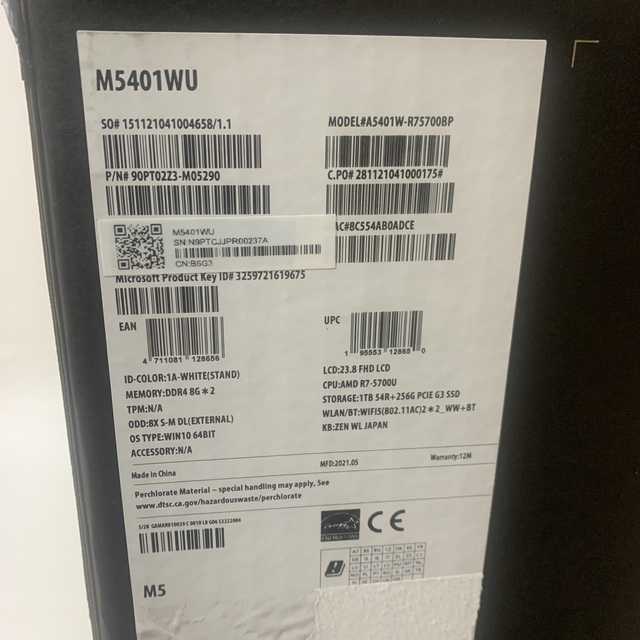 M5401WU
SO# 151121041004658/1.1
MODEL#A5401W-R75700BP
P/N# 90PT02Z3-M05290
C.PO# 281121041000175#
AC#8C554AB0ADCE
M5401WU
SN:N9PTCJJPR00237A
CN:B6G3
Microsoft Product Key ID# 3259721619675
EAN
4 711081 128656
UPC
1 95553 12865 0
ID-COLOR:1A-WHITE(STAND)
MEMORY:DDR4 8G*2
TPM:N/A
ODD:8X S-M DL(EXTERNAL)
OS TYPE:WIN10 64BIT
ACCESSORY:N/A
LCD:23.8 FHD LCD
CPU:AMD R7-5700U
STORAGE:1TB 54R+256G PCIE G3 SSD
WLAN/BT:WIFI5(802.11AC)2*2_WW+BT
KB:ZEN WL JAPAN
Made in China
MFD:2021.05
Warranty:12M
Perchlorate Material – special handling may apply, See
www.dtsc.ca.gov/hazardouswaste/perchlorate
ENERGY STAR
CE
M5